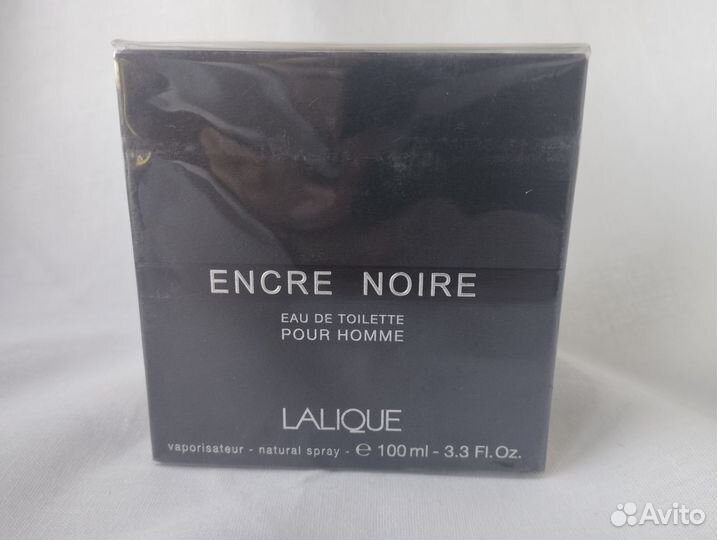 ENCRE NOIRE
EAU DE TOILETTE
POUR HOMME
LALIQUE
vaporisateur - natural spray - ℮ 100 ml - 3.3 Fl.Oz.
Avito